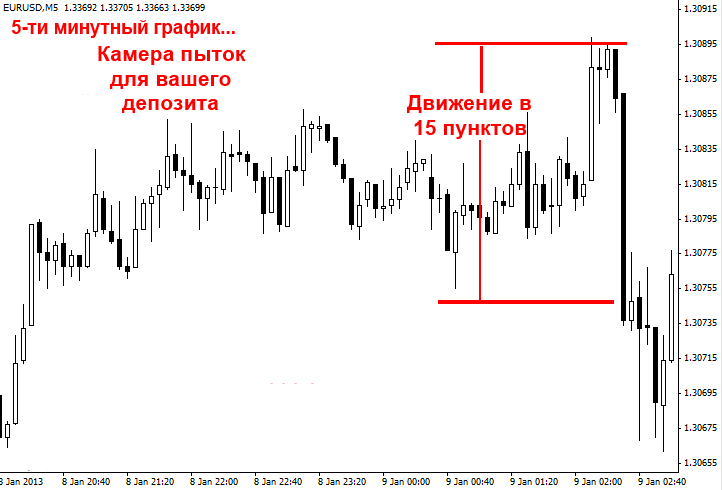 EURUSD,M5 1.33692 1.33705 1.33663 1.33699
5-ти минутный график...
Камера пыток
для вашего
депозита
Движение в
15 пунктов
1.30915
1.30895
1.30875
1.30855
1.30835
1.30815
1.30795
1.30775
1.30755
1.30735
1.30715
1.30695
1.30675
1.30655
8 Jan 2013 8 Jan 20:40 8 Jan 21:20 8 Jan 22:00 8 Jan 22:40 8 Jan 23:20 9 Jan 00:00 9 Jan 00:40 9 Jan 01:20 9 Jan 02:00 9 Jan 02:40